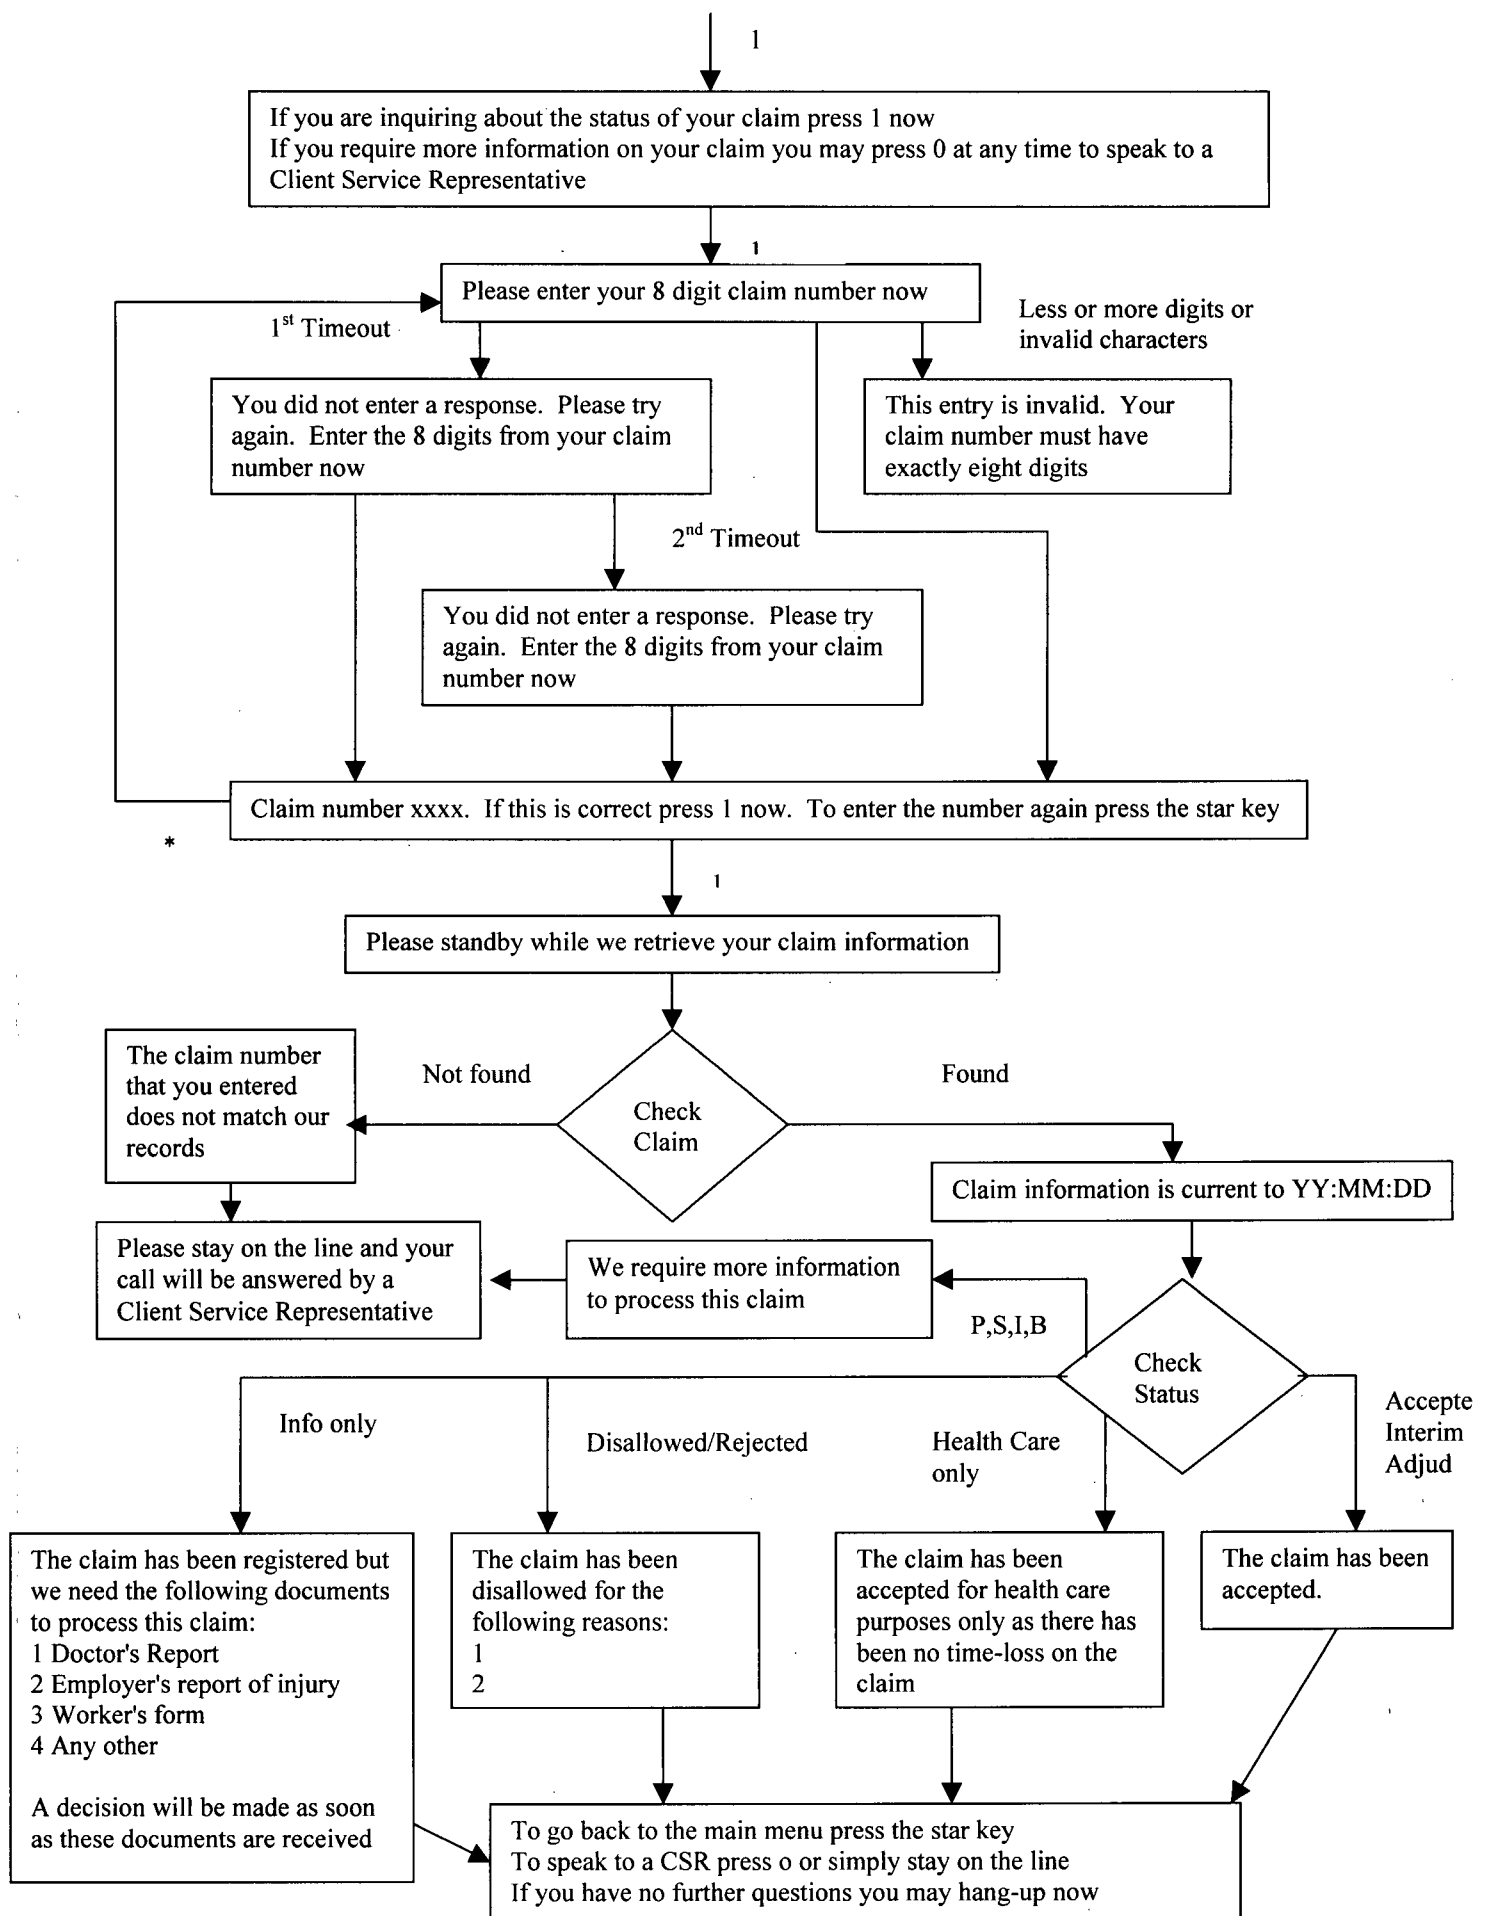 1
If you are inquiring about the status of your claim press 1 now
If you require more information on your claim you may press 0 at any time to speak to a
Client Service Representative
1
Please enter your 8 digit claim number now
1st Timeout
Less or more digits or
invalid characters
You did not enter a response. Please try
again. Enter the 8 digits from your claim
number now
This entry is invalid. Your
claim number must have
exactly eight digits
2nd Timeout
You did not enter a response. Please try
again. Enter the 8 digits from your claim
number now
Claim number xxxx. If this is correct press 1 now. To enter the number again press the star key
*
1
Please standby while we retrieve your claim information
The claim number
that you entered
does not match our
records
Not found
Check
Claim
Found
Claim information is current to YY:MM:DD
Please stay on the line and your
call will be answered by a
Client Service Representative
We require more information
to process this claim
P,S,I,B
Check
Status
Info only
Disallowed/Rejected
Health Care
only
Accepte
Interim
Adjud
The claim has been registered but
we need the following documents
to process this claim:
1 Doctor's Report
2 Employer's report of injury
3 Worker's form
4 Any other
A decision will be made as soon
as these documents are received
The claim has been
disallowed for the
following reasons:
1
2
The claim has been
accepted for health care
purposes only as there has
been no time-loss on the
claim
The claim has been
accepted.
To go back to the main menu press the star key
To speak to a CSR press o or simply stay on the line
If you have no further questions you may hang-up now